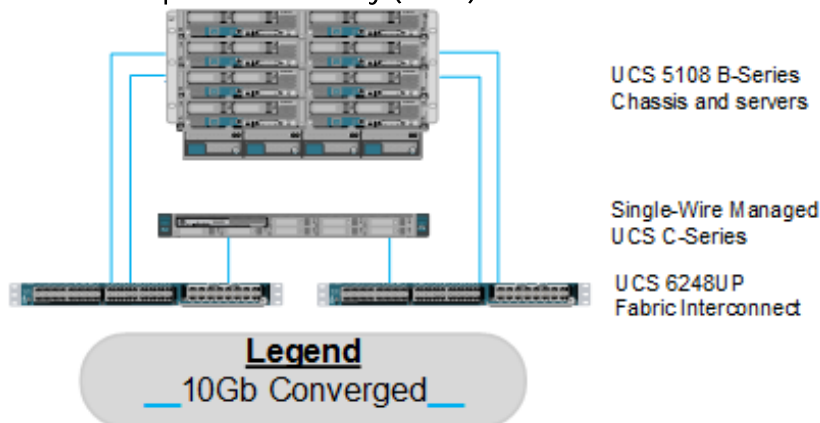 UCS 5108 B-Series
Chassis and servers
Single-Wire Managed
UCS C-Series
UCS 6248UP
Fabric Interconnect
Legend
10Gb Converged